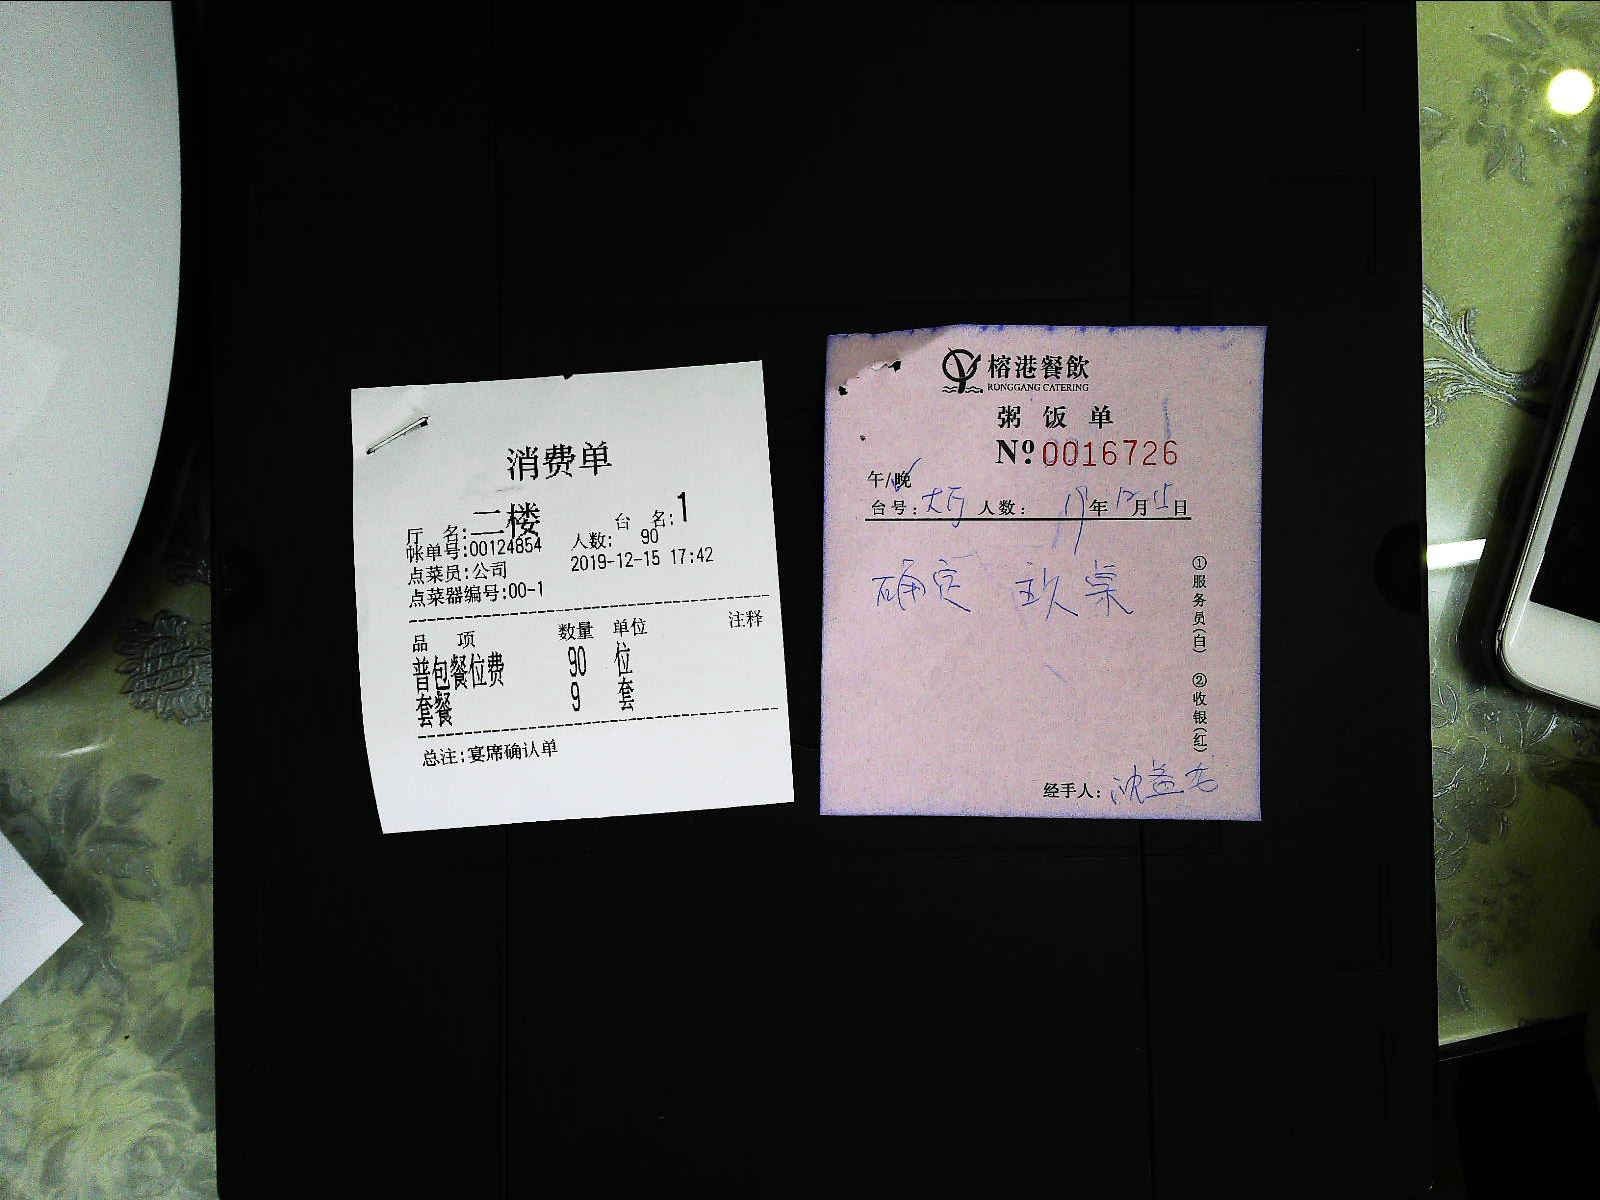 消费单
厅 名:二楼 台 名:1
帐单号:00124854 人数: 90
点菜员:公司 2019-12-15 17:42
点菜器编号:00-1
品 项 数量 单位 注释
普包餐位费 90 位
套餐 9 套
总注:宴席确认单
榕港餐飲
RONGGANG CATERING
粥 饭 单
Nº 0016726
午/晚
台号: 大厅 人数: 19年12月15日
确定 玖桌
①服务员(白) ②收银(红)
经手人: 沈益龙